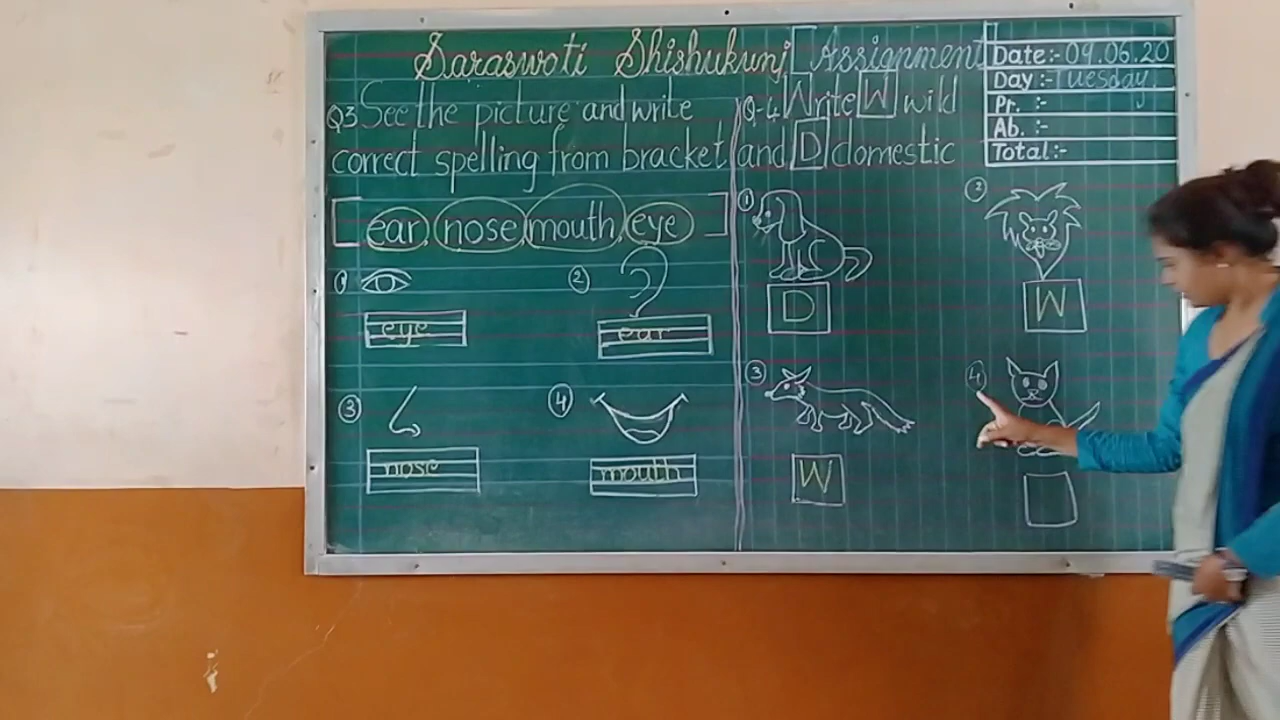 Saraswoti Shishukunj Assignment
Date:- 09.06.20
Day:- Tuesday
Pr. :-
Ab. :-
Total:-
Q3 See the picture and write
correct spelling from bracket
[ear, nose, mouth, eye]
1 2
eye ear
3 4
nose mouth
Q-4 Write W wild
and D domestic
1 2
D W
3 4
W